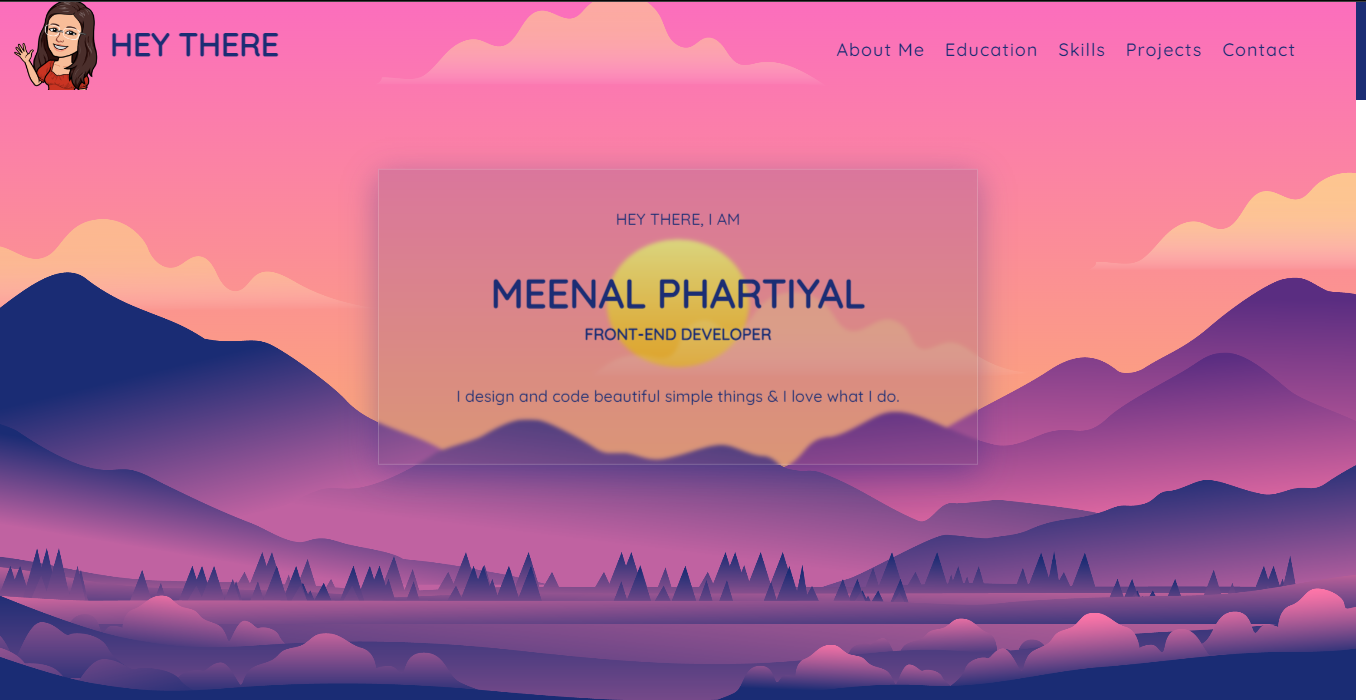 HEY THERE
About Me Education Skills Projects Contact
HEY THERE, I AM
MEENAL PHARTIYAL
FRONT-END DEVELOPER
I design and code beautiful simple things & I love what I do.